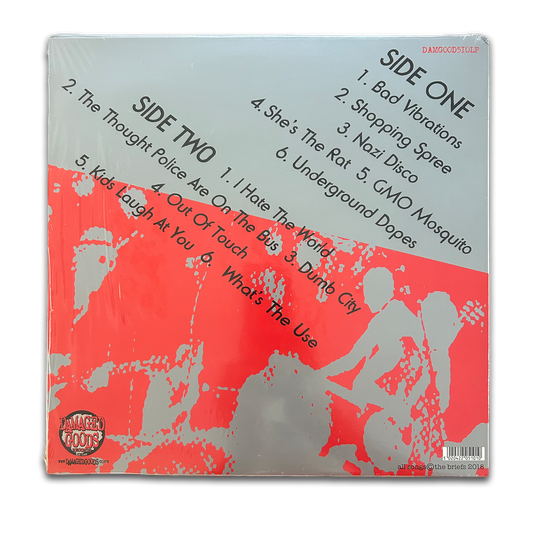 DAMGOOD510LP
SIDE ONE
1. Bad Vibrations
2. Shopping Spree
3. Nazi Disco
4. She's The Rat 5. GMO Mosquito
6. Underground Dopes
SIDE TWO
1. I Hate The World
2. The Thought Police Are On The Bus 3. Dumb City
4. Out Of Touch
5. Kids Laugh At You 6. What's The Use
DAMAGED
GOODS
all songs©the briefs 2018